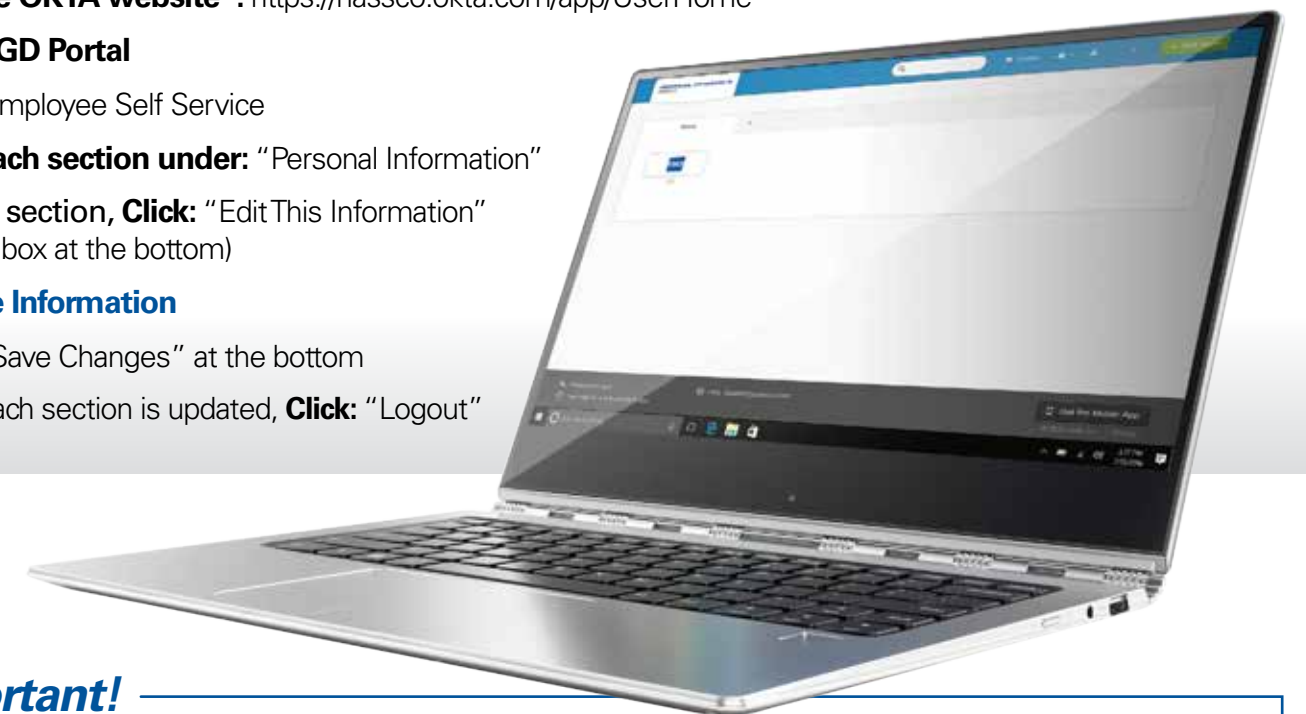 e OKTA Website*: https://nassco.okta.com/app/UserHome
GD Portal
mployee Self Service
ach section under: “Personal Information”
section, Click: “Edit This Information”
box at the bottom)
e Information
Save Changes” at the bottom
ach section is updated, Click: “Logout”
rtant!